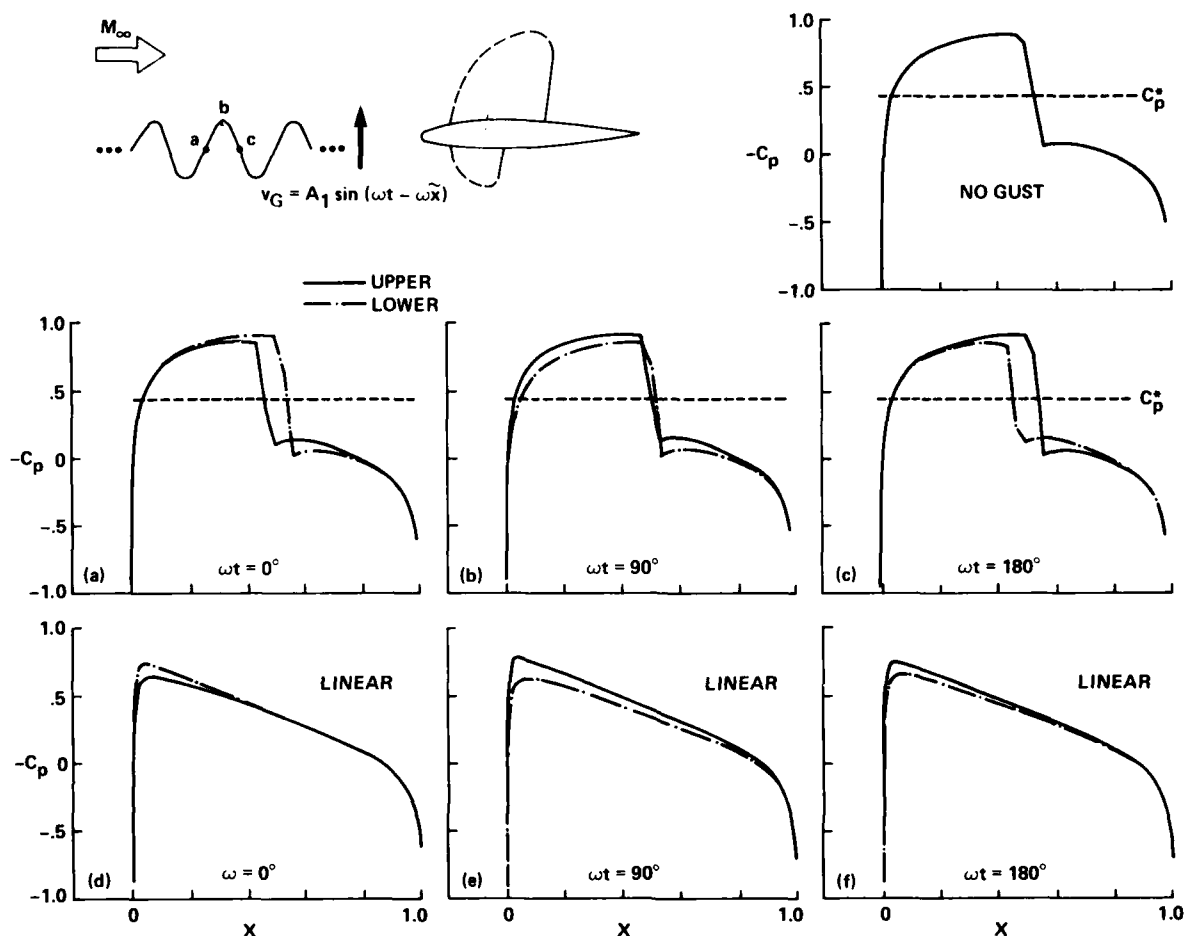 M∞
b
a
c
••• •••
v_G = A_1 sin (ωt – ωx̃)
1.0
.5
C_p*
–C_p 0
NO GUST
–.5
–1.0
UPPER
LOWER
1.0
.5
–C_p 0
–.5
–1.0
(a)
ωt = 0°
(b)
ωt = 90°
C_p*
(c)
ωt = 180°
1.0
LINEAR
.5
–C_p 0
–.5
–1.0
(d)
ω = 0°
0 X 1.0
LINEAR
(e)
ωt = 90°
0 X 1.0
LINEAR
(f)
ωt = 180°
0 X 1.0